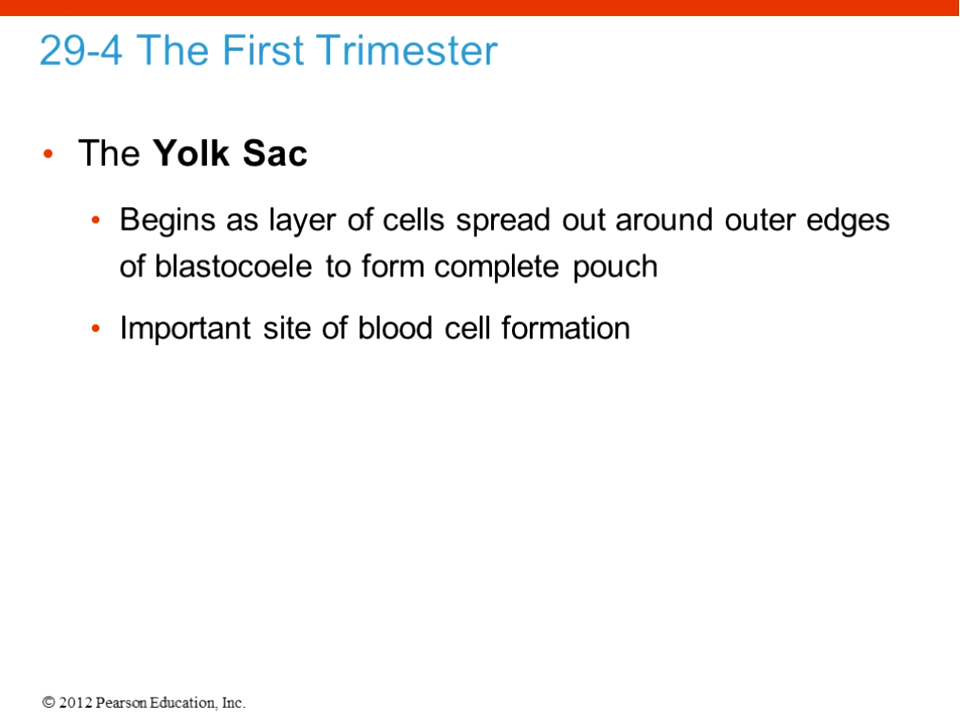 29-4 The First Trimester
• The Yolk Sac
• Begins as layer of cells spread out around outer edges
of blastocoele to form complete pouch
• Important site of blood cell formation
© 2012 Pearson Education, Inc.